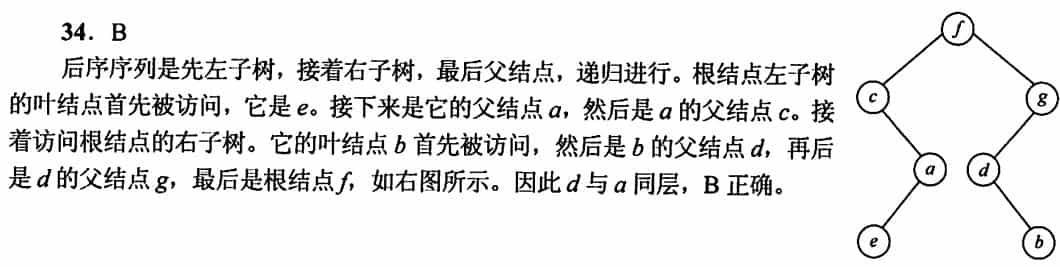 34. B
后序序列是先左子树，接着右子树，最后父结点，递归进行。根结点左子树
的叶结点首先被访问，它是 e。接下来是它的父结点 a，然后是 a 的父结点 c。接
着访问根结点的右子树。它的叶结点 b 首先被访问，然后是 b 的父结点 d，再后
是 d 的父结点 g，最后是根结点 f，如右图所示。因此 d 与 a 同层，B 正确。
f
c
g
a
d
e
b